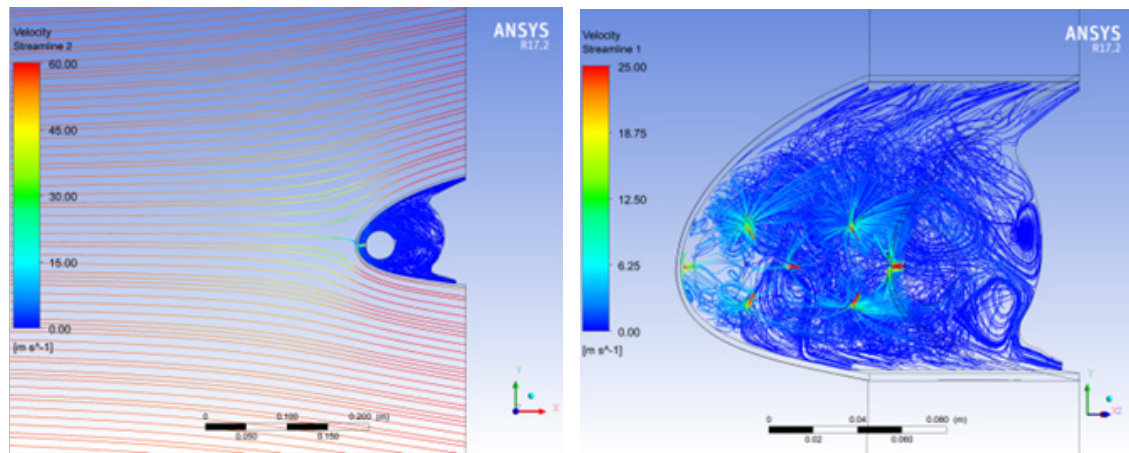 Velocity
Streamline 2
60.00
45.00
30.00
15.00
0.00
[m s^-1]
ANSYS
R17.2
Y
X
0
0.100
0.200 (m)
0.050
0.150
Velocity
Streamline 1
25.00
18.75
12.50
6.25
0.00
[m s^-1]
ANSYS
R17.2
Y
XZ
0
0.04
0.080 (m)
0.02
0.060